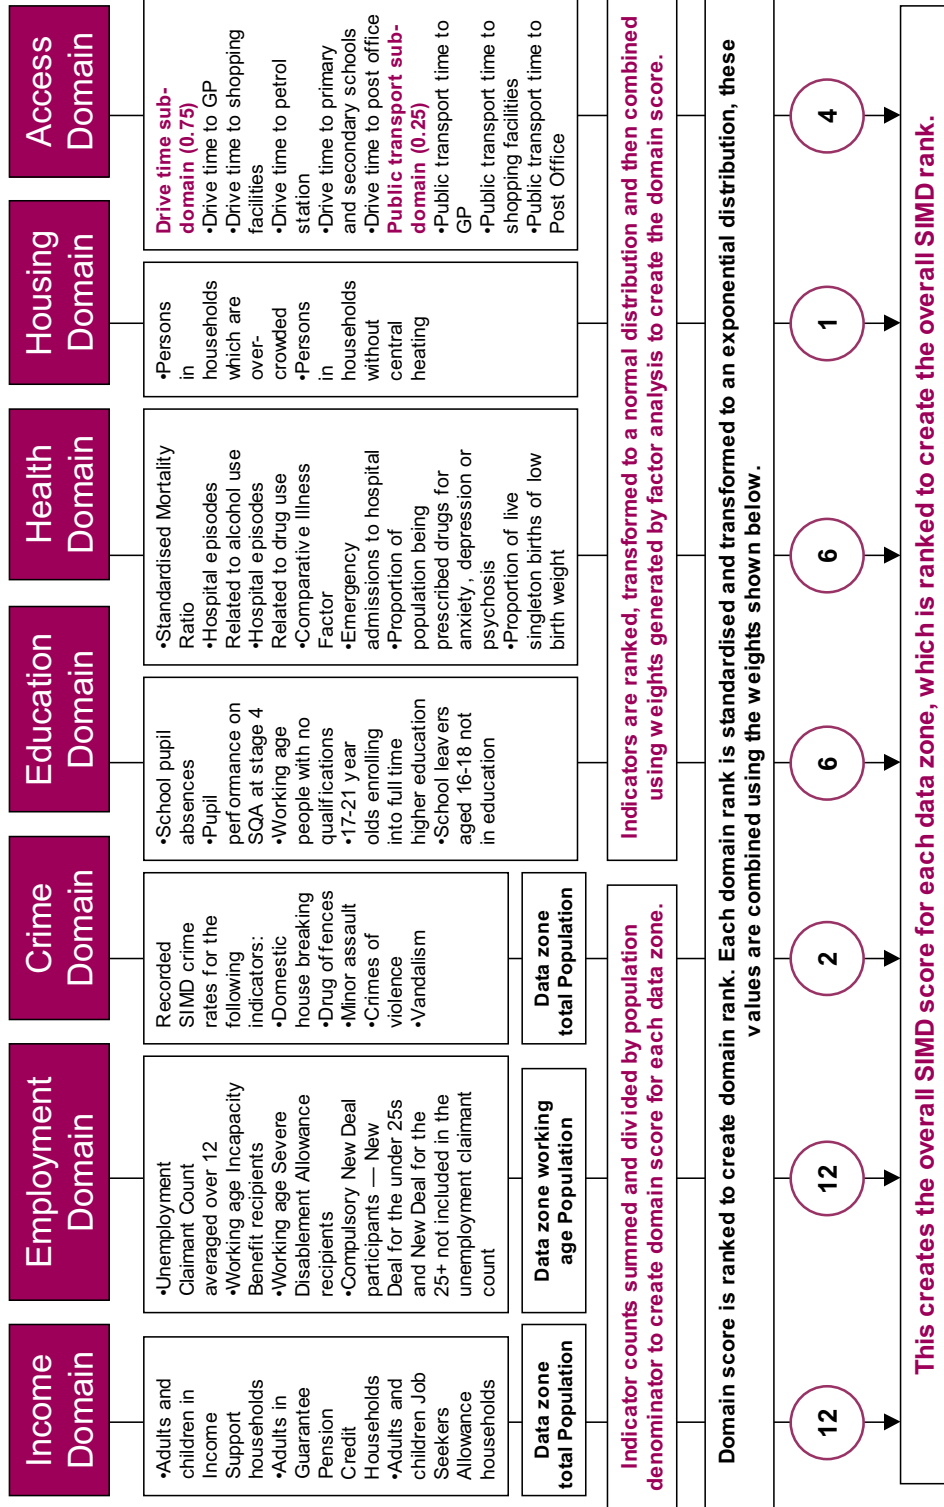 Income
Domain
Employment
Domain
Crime
Domain
Education
Domain
Health
Domain
Housing
Domain
Access
Domain
•Adults and
children in
Income
Support
households
•Adults in
Guarantee
Pension
Credit
Households
•Adults and
children Job
Seekers
Allowance
households
•Unemployment
Claimant Count
averaged over 12
•Working age Incapacity
Benefit recipients
•Working age Severe
Disablement Allowance
recipients
•Compulsory New Deal
participants — New
Deal for the under 25s
and New Deal for the
25+ not included in the
unemployment claimant
count
Recorded
SIMD crime
rates for the
following
indicators:
•Domestic
house breaking
•Drug offences
•Minor assault
•Crimes of
violence
•Vandalism
•School pupil
absences
•Pupil
performance on
SQA at stage 4
•Working age
people with no
qualifications
•17-21 year
olds enrolling
into full time
higher education
•School leavers
aged 16-18 not
in education
•Standardised Mortality
Ratio
•Hospital episodes
Related to alcohol use
•Hospital episodes
Related to drug use
•Comparative Illness
Factor
•Emergency
admissions to hospital
•Proportion of
population being
prescribed drugs for
anxiety, depression or
psychosis
•Proportion of live
singleton births of low
birth weight
•Persons
in
households
which are
over-
crowded
•Persons
in
households
without
central
heating
Drive time sub-
domain (0.75)
•Drive time to GP
•Drive time to shopping
facilities
•Drive time to petrol
station
•Drive time to primary
and secondary schools
•Drive time to post office
Public transport sub-
domain (0.25)
•Public transport time to
GP
•Public transport time to
shopping facilities
•Public transport time to
Post Office
Data zone
total Population
Data zone working
age Population
Data zone
total Population
Indicator counts summed and divided by population
denominator to create domain score for each data zone.
Indicators are ranked, transformed to a normal distribution and then combined
using weights generated by factor analysis to create the domain score.
Domain score is ranked to create domain rank. Each domain rank is standardised and transformed to an exponential distribution, these
values are combined using the weights shown below.
12
12
2
6
6
1
4
This creates the overall SIMD score for each data zone, which is ranked to create the overall SIMD rank.